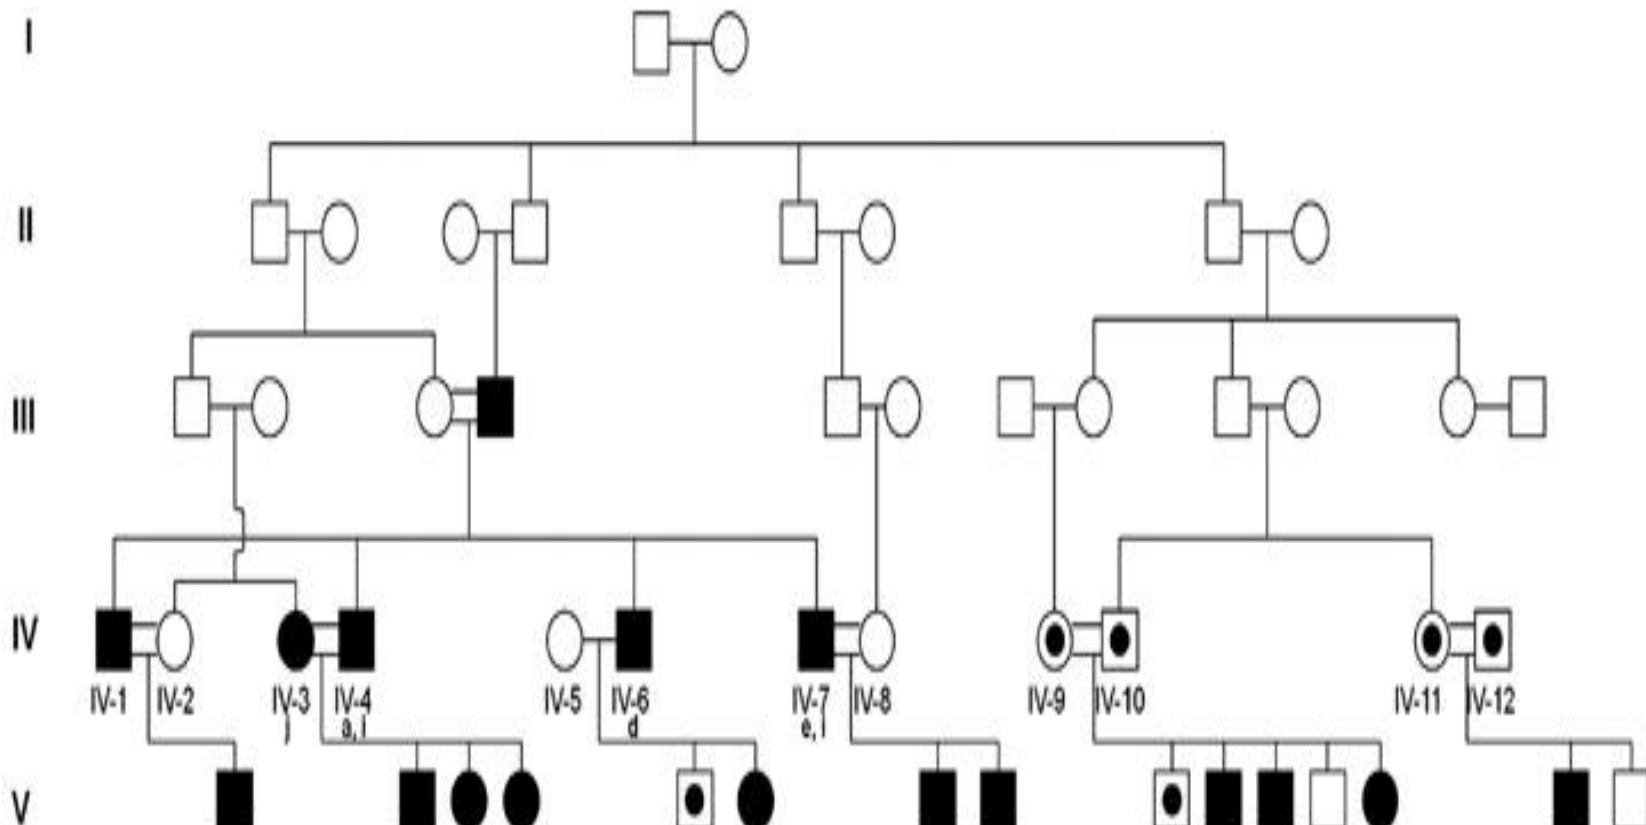 I
II
III
IV
IV-1 IV-2 IV-3 IV-4 IV-5 IV-6 IV-7 IV-8 IV-9 IV-10 IV-11 IV-12
j a, i d e, i
V